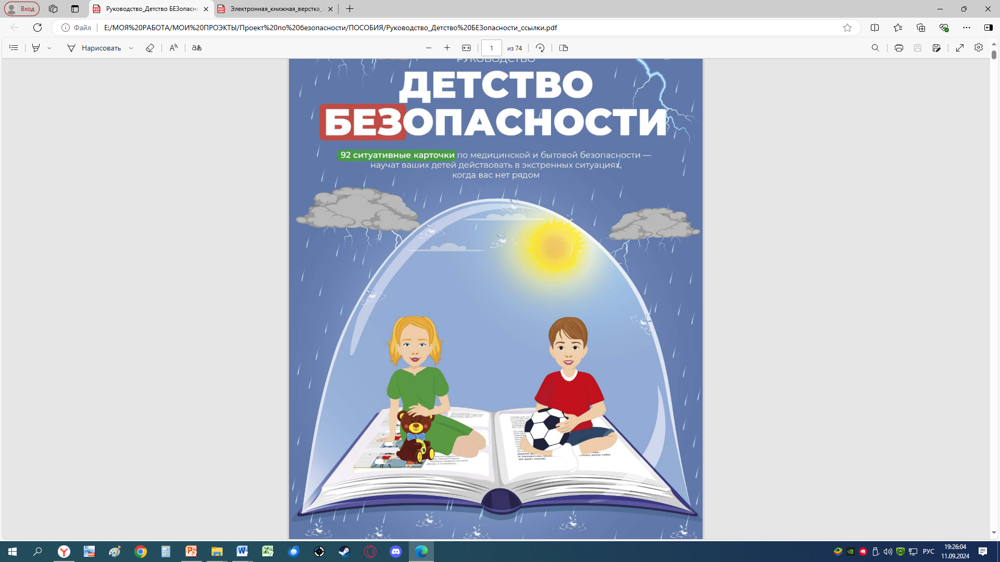 Вход
Руководство_Детство БЕЗопасно
Электронная_книжная_верстка_
Файл
E:/МОЯ%20РАБОТА/МОИ%20ПРОЭКТЫ/Проект%20по%20безопасности/ПОСОБИЯ/Руководство_Детство%20БЕЗопасности_ссылки.pdf
Нарисовать
1 из 74
РУКОВОДСТВО
ДЕТСТВО
БЕЗОПАСНОСТИ
92 ситуативные карточки по медицинской и бытовой безопасности —
научат ваших детей действовать в экстренных ситуациях,
когда вас нет рядом
РУС
19:26:04
11.09.2024